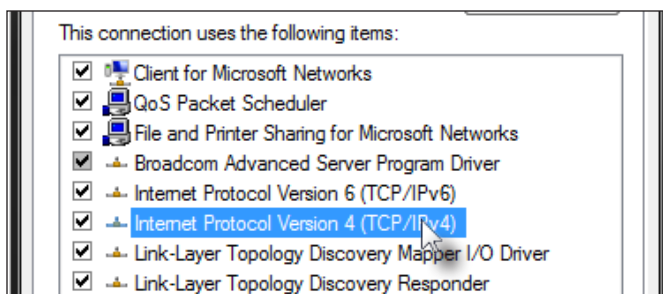 This connection uses the following items:
Client for Microsoft Networks
QoS Packet Scheduler
File and Printer Sharing for Microsoft Networks
Broadcom Advanced Server Program Driver
Internet Protocol Version 6 (TCP/IPv6)
Internet Protocol Version 4 (TCP/IPv4)
Link-Layer Topology Discovery Mapper I/O Driver
Link-Layer Topology Discovery Responder